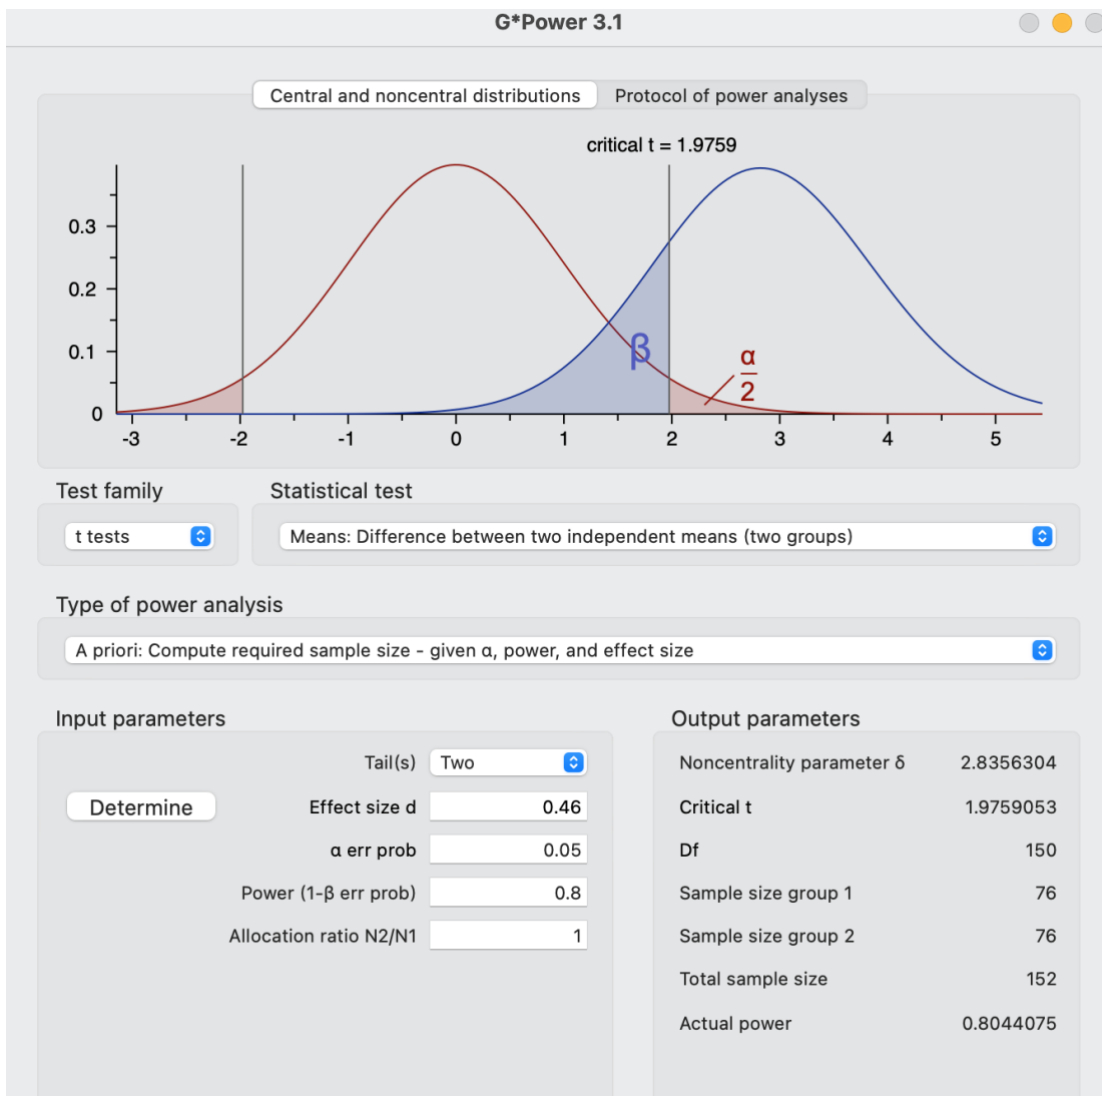 G*Power 3.1
Central and noncentral distributions Protocol of power analyses
critical t = 1.9759
0.3
0.2
0.1
0
β
α
2
-3 -2 -1 0 1 2 3 4 5
Test family Statistical test
t tests Means: Difference between two independent means (two groups)
Type of power analysis
A priori: Compute required sample size - given α, power, and effect size
Input parameters Output parameters
Tail(s) Two Noncentrality parameter δ 2.8356304
Determine Effect size d 0.46 Critical t 1.9759053
α err prob 0.05 Df 150
Power (1-β err prob) 0.8 Sample size group 1 76
Allocation ratio N2/N1 1 Sample size group 2 76
Total sample size 152
Actual power 0.8044075